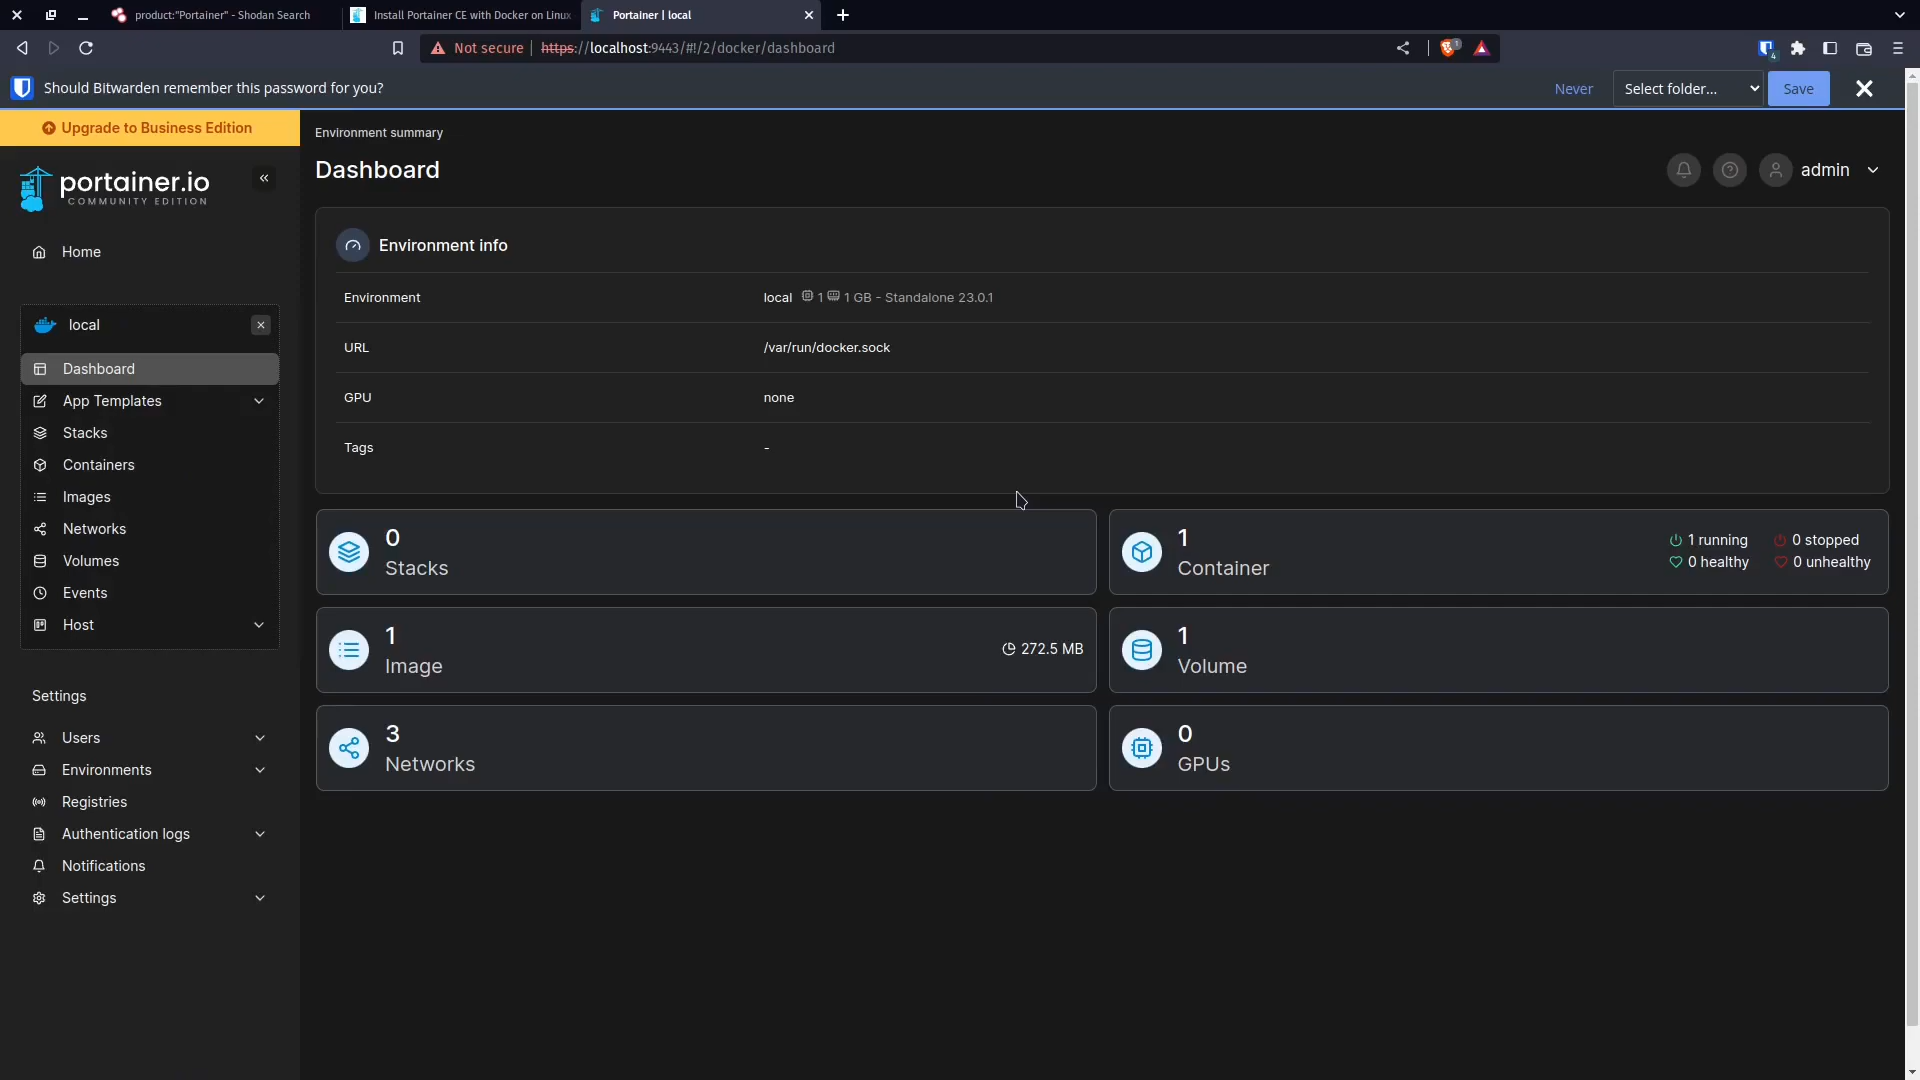 product:"Portainer" - Shodan Search
Install Portainer CE with Docker on Linux
Portainer | local
Not secure
https://localhost:9443/#!/2/docker/dashboard
1
4
Should Bitwarden remember this password for you?
Never
Select folder...
Save
Upgrade to Business Edition
portainer.io
COMMUNITY EDITION
Home
local
Dashboard
App Templates
Stacks
Containers
Images
Networks
Volumes
Events
Host
Settings
Users
Environments
Registries
Authentication logs
Notifications
Settings
Environment summary
Dashboard
admin
Environment info
Environment local 1 1 GB - Standalone 23.0.1
URL /var/run/docker.sock
GPU none
Tags -
0
Stacks
1
Container
1 running 0 stopped
0 healthy 0 unhealthy
1
Image
272.5 MB
1
Volume
3
Networks
0
GPUs